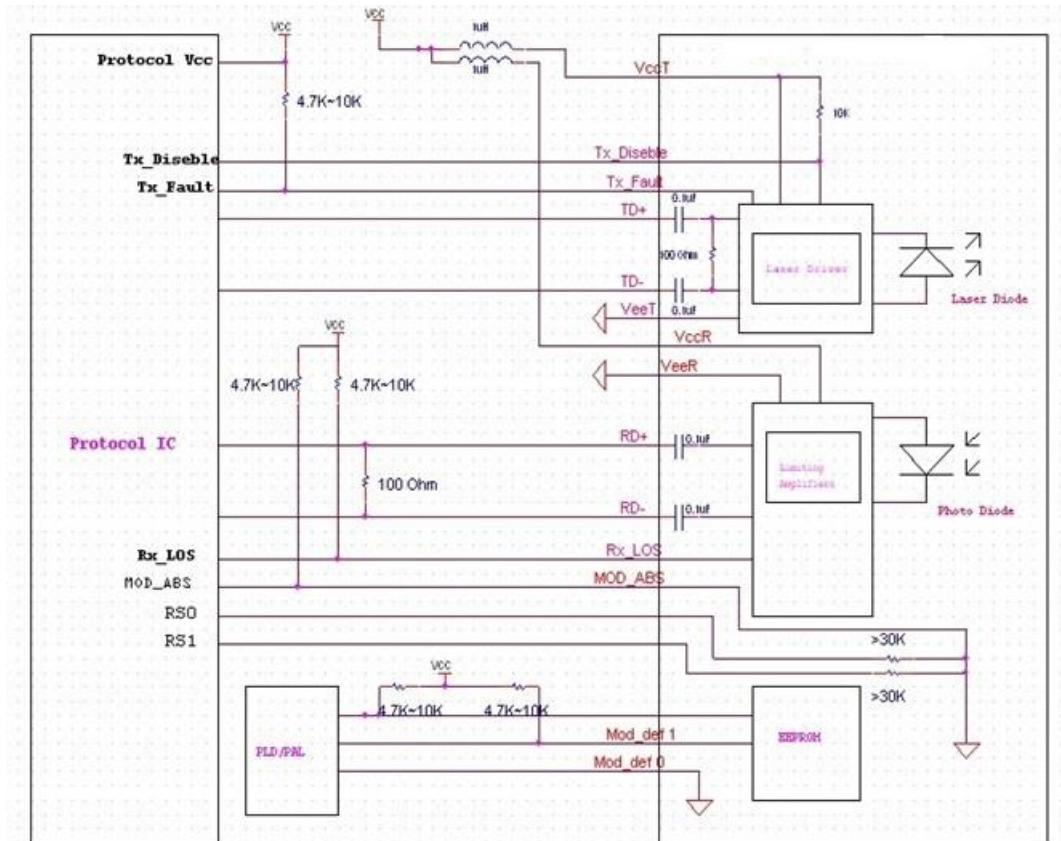 Vcc
Vcc
1uH
1uH
Protocol Vcc
VccT
4.7K~10K
10K
Tx_Diseble
Tx_Diseble
Tx_Fault
Tx_Fault
0.1uf
TD+
100 Ohm
Laser Driver
TD-
Laser Diode
VeeT
0.1uf
Vcc
VccR
VeeR
4.7K~10K
4.7K~10K
Protocol IC
RD+
0.1uf
Limiting
Amplifiers
100 Ohm
RD-
0.1uf
Photo Diode
Rx_LOS
Rx_LOS
MOD_ABS
MOD_ABS
RS0
RS1
>30K
Vcc
>30K
4.7K~10K
4.7K~10K
PLD/PAL
Mod_def 1
EEPROM
Mod_def 0